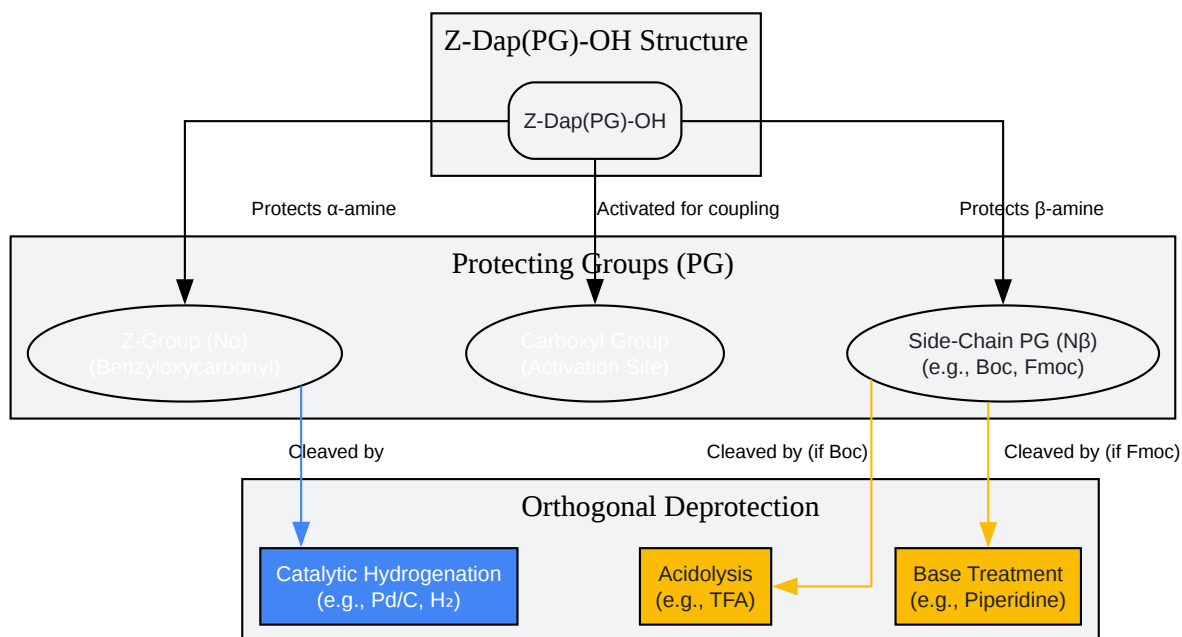 Z-Dap(PG)-OH Structure
Z-Dap(PG)-OH
Protects α-amine
Activated for coupling
Protects β-amine
Protecting Groups (PG)
Z-Group (Nα)
(Benzyloxycarbonyl)
Carboxyl Group
(Activation Site)
Side-Chain PG (Nβ)
(e.g., Boc, Fmoc)
Cleaved by
Cleaved by (if Boc)
Cleaved by (if Fmoc)
Orthogonal Deprotection
Catalytic Hydrogenation
(e.g., Pd/C, H₂)
Acidolysis
(e.g., TFA)
Base Treatment
(e.g., Piperidine)